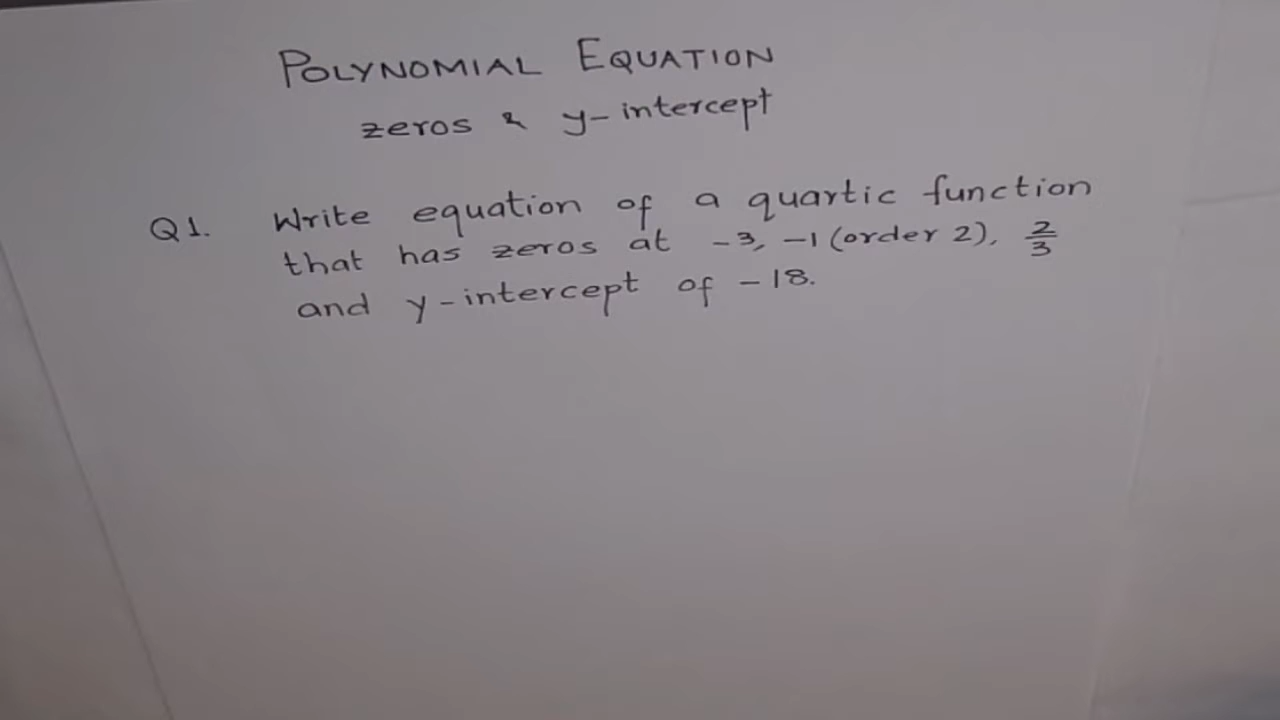 POLYNOMIAL EQUATION
zeros & y-intercept
Q1. Write equation of a quartic function
that has zeros at -3, -1 (order 2), 2/3
and y-intercept of -18.